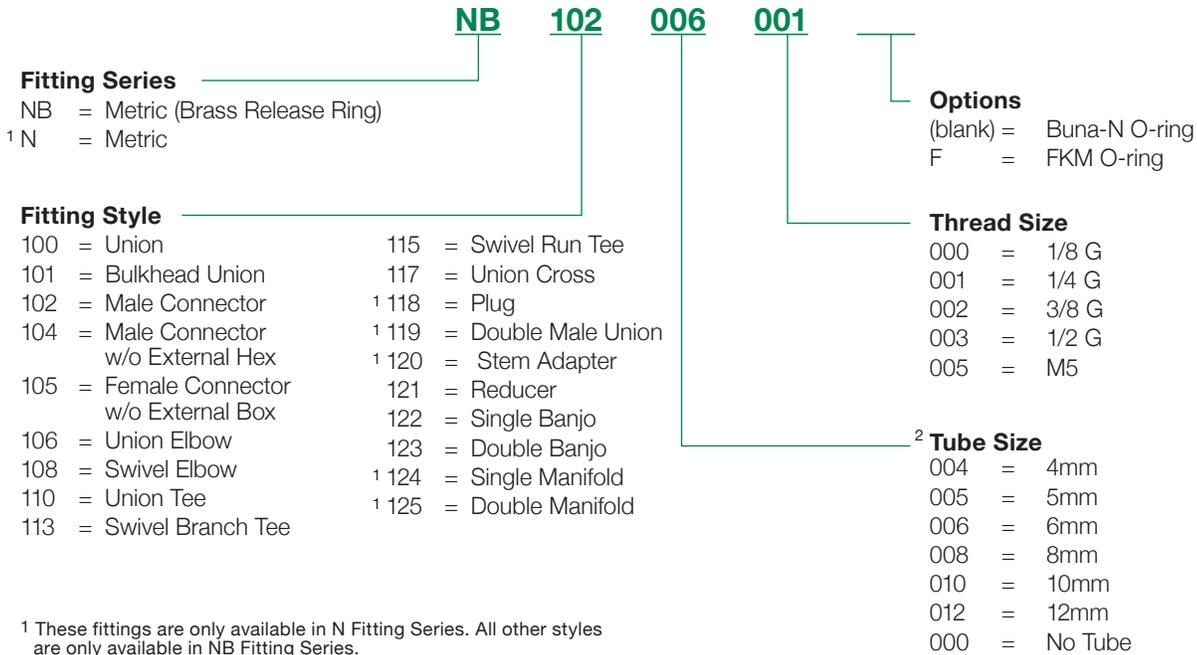 NB 102 006 001
Fitting Series
NB = Metric (Brass Release Ring)
1 N = Metric
Fitting Style
100 = Union
101 = Bulkhead Union
102 = Male Connector
104 = Male Connector
w/o External Hex
105 = Female Connector
w/o External Box
106 = Union Elbow
108 = Swivel Elbow
110 = Union Tee
113 = Swivel Branch Tee
115 = Swivel Run Tee
117 = Union Cross
1 118 = Plug
1 119 = Double Male Union
1 120 = Stem Adapter
121 = Reducer
122 = Single Banjo
123 = Double Banjo
1 124 = Single Manifold
1 125 = Double Manifold
Options
(blank) = Buna-N O-ring
F = FKM O-ring
Thread Size
000 = 1/8 G
001 = 1/4 G
002 = 3/8 G
003 = 1/2 G
005 = M5
2 Tube Size
004 = 4mm
005 = 5mm
006 = 6mm
008 = 8mm
010 = 10mm
012 = 12mm
000 = No Tube
1 These fittings are only available in N Fitting Series. All other styles
are only available in NB Fitting Series.